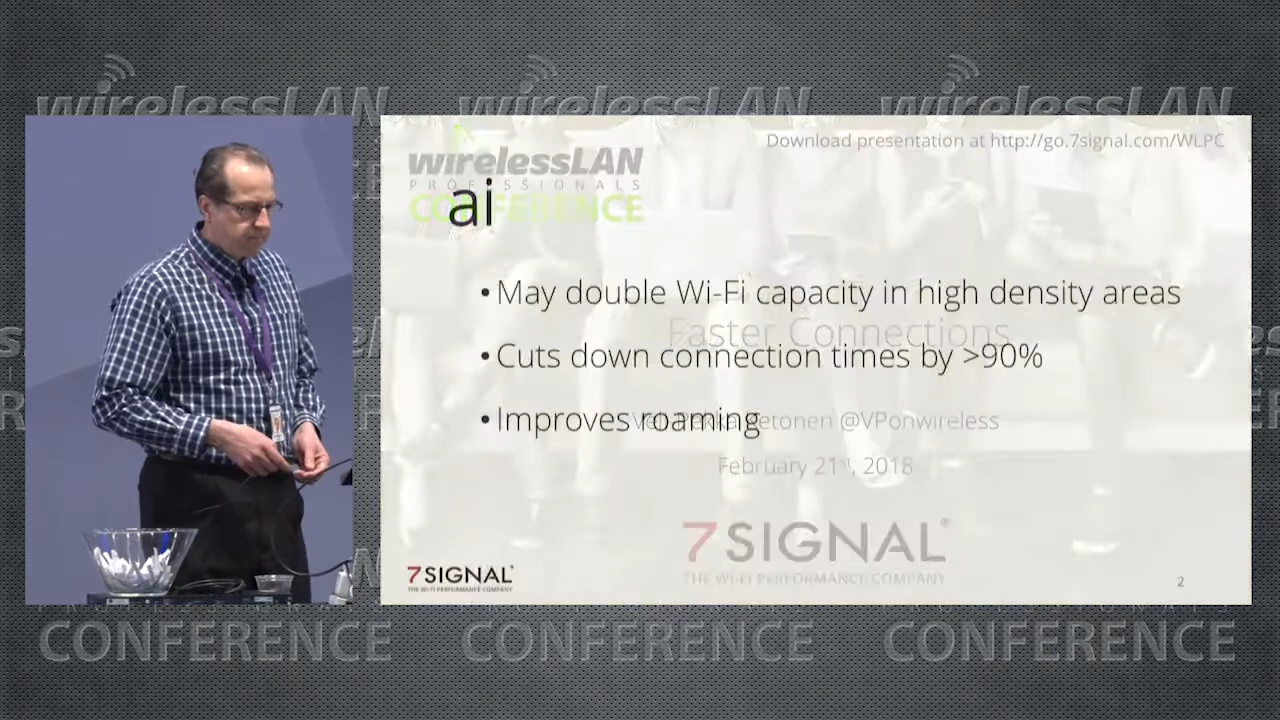 wirelessLAN wirelessLAN wirelessLAN
Download presentation at http://go.7signal.com/WLPC
wirelessLAN
PROFESSIONALS
CONFERENCE
ai
• May double Wi-Fi capacity in high density areas
Faster Connections
• Cuts down connection times by >90%
• Improves roaming
@VPonwireless
February 21st, 2018
7SIGNAL®
THE WI-FI PERFORMANCE COMPANY
7SIGNAL®
THE WI-FI PERFORMANCE COMPANY
2
CONFERENCE CONFERENCE CONFERENCE